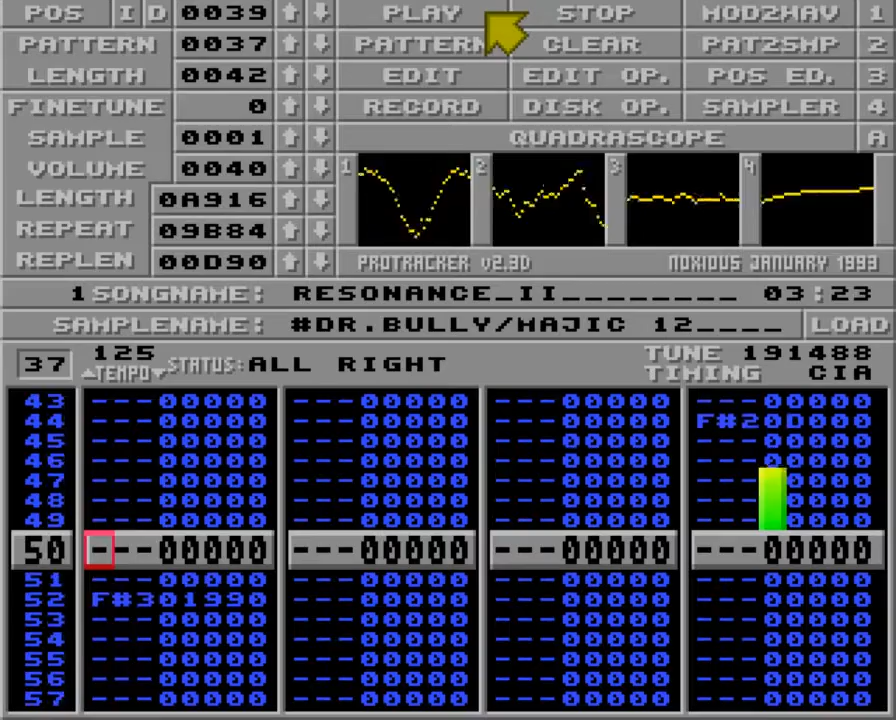 POS I D 0039 PLAY STOP MOD2WAV 1
PATTERN 0037 PATTERN CLEAR PAT2SMP 2
LENGTH 0042 EDIT EDIT OP. POS ED. 3
FINETUNE 0 RECORD DISK OP. SAMPLER 4
SAMPLE 0001 QUADRASCOPE A
VOLUME 0040 1 2 3 4
LENGTH 0A916
REPEAT 09B84
REPLEN 00D90 PROTRACKER v2.3D NOXIOUS JANUARY 1993
1 SONGNAME: RESONANCE_II________ 03:23
SAMPLENAME: #DR.BULLY/MAJIC 12____ LOAD
37 125 TEMPO STATUS: ALL RIGHT TUNE 191488
TIMING CIA
43 ---00000 ---00000 ---00000 ---00000
44 ---00000 ---00000 ---00000 F#20D000
45 ---00000 ---00000 ---00000 ---00000
46 ---00000 ---00000 ---00000 ---00000
47 ---00000 ---00000 ---00000 ---00000
48 ---00000 ---00000 ---00000 ---00000
49 ---00000 ---00000 ---00000 ---00000
50 ---00000 ---00000 ---00000 ---00000
51 ---00000 ---00000 ---00000 ---00000
52 F#301990 ---00000 ---00000 ---00000
53 ---00000 ---00000 ---00000 ---00000
54 ---00000 ---00000 ---00000 ---00000
55 ---00000 ---00000 ---00000 ---00000
56 ---00000 ---00000 ---00000 ---00000
57 ---00000 ---00000 ---00000 ---00000